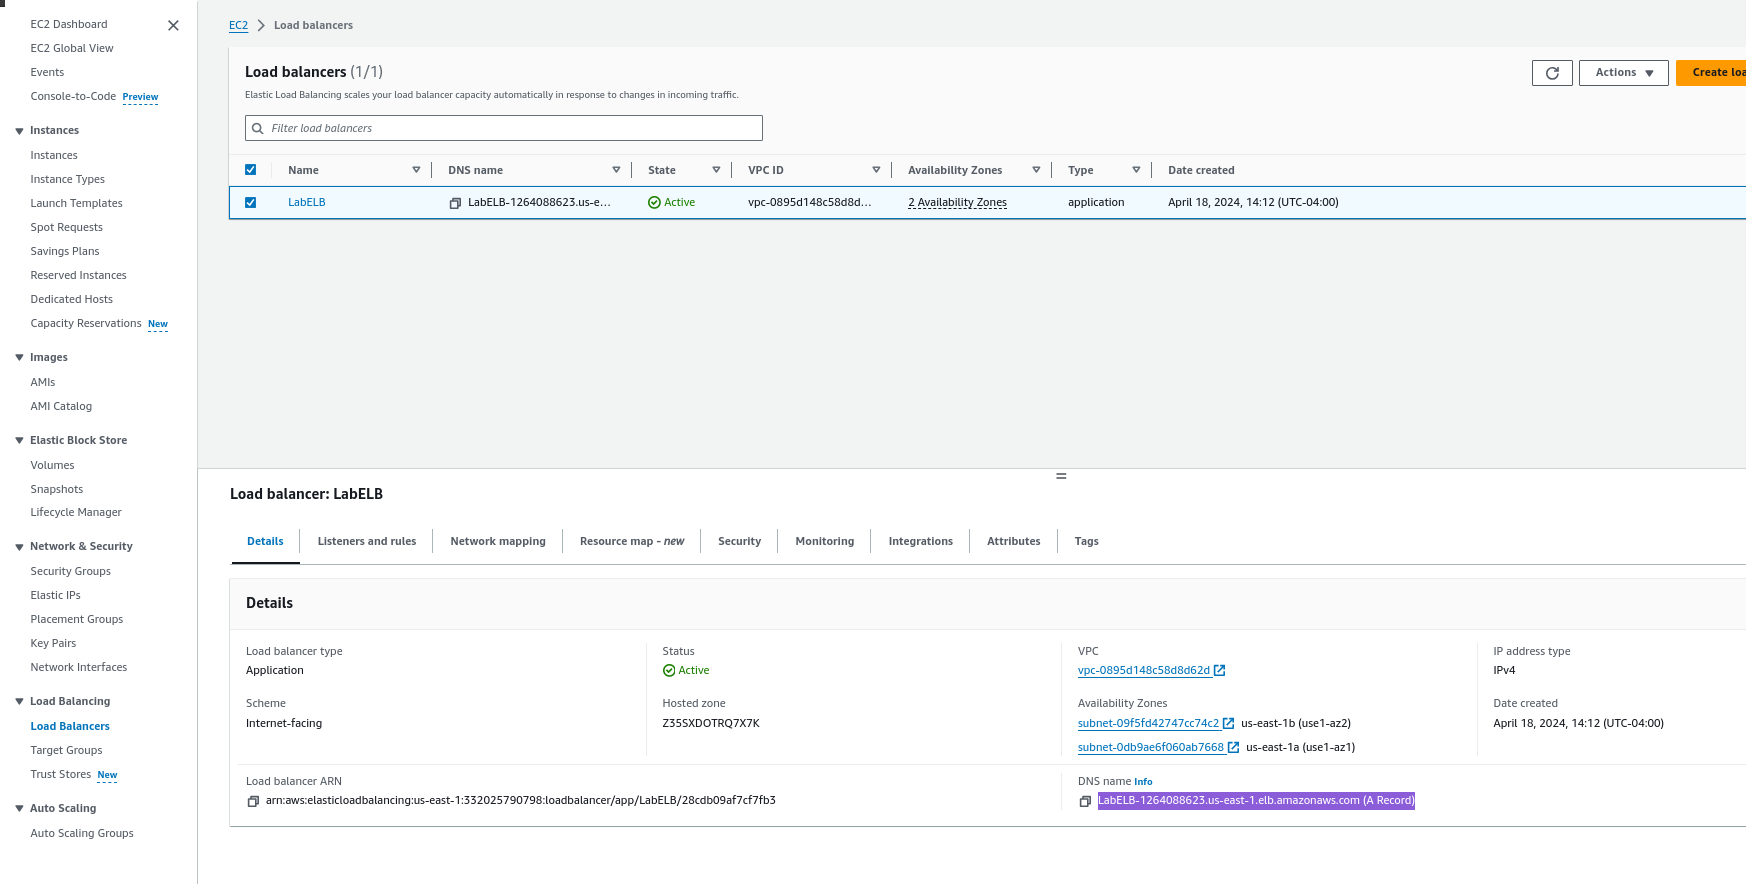 EC2 Dashboard
EC2 Global View
Events
Console-to-Code Preview
Instances
Instances
Instance Types
Launch Templates
Spot Requests
Savings Plans
Reserved Instances
Dedicated Hosts
Capacity Reservations New
Images
AMIs
AMI Catalog
Elastic Block Store
Volumes
Snapshots
Lifecycle Manager
Network & Security
Security Groups
Elastic IPs
Placement Groups
Key Pairs
Network Interfaces
Load Balancing
Load Balancers
Target Groups
Trust Stores New
Auto Scaling
Auto Scaling Groups
EC2 Load balancers
Load balancers (1/1)
Elastic Load Balancing scales your load balancer capacity automatically in response to changes in incoming traffic.
Actions Create loa
Filter load balancers
Name DNS name State VPC ID Availability Zones Type Date created
LabELB LabELB-1264088623.us-e... Active vpc-0895d148c58d8d... 2 Availability Zones application April 18, 2024, 14:12 (UTC-04:00)
Load balancer: LabELB
Details Listeners and rules Network mapping Resource map - new Security Monitoring Integrations Attributes Tags
Details
Load balancer type Status VPC IP address type
Application Active vpc-0895d148c58d8d62d IPv4
Scheme Hosted zone Availability Zones Date created
Internet-facing Z35SXDOTRQ7X7K subnet-09f5fd42747cc74c2 us-east-1b (use1-az2) April 18, 2024, 14:12 (UTC-04:00)
subnet-0db9ae6f060ab7668 us-east-1a (use1-az1)
Load balancer ARN DNS name Info
arn:aws:elasticloadbalancing:us-east-1:332025790798:loadbalancer/app/LabELB/28cdb09af7cf7fb3 LabELB-1264088623.us-east-1.elb.amazonaws.com (A Record)